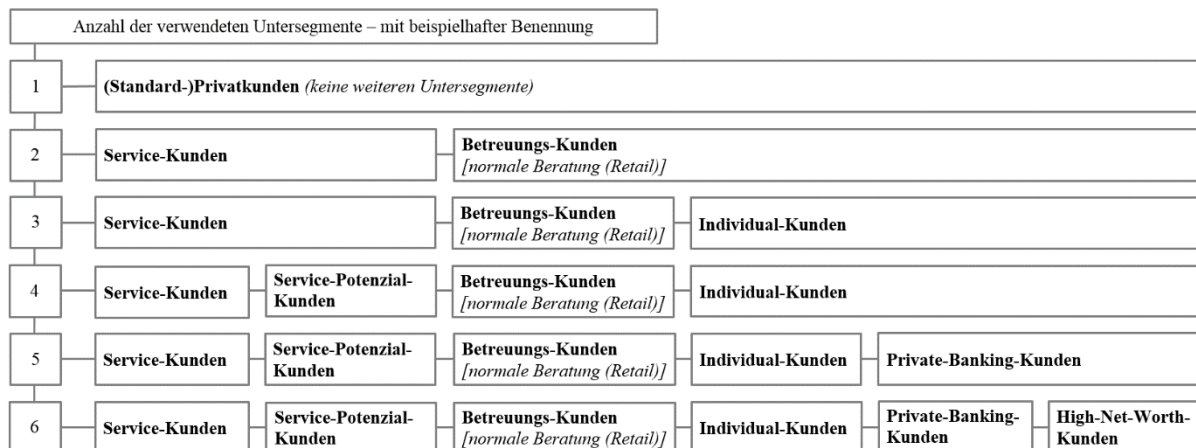 Anzahl der verwendeten Untersegmente – mit beispielhafter Benennung
1
(Standard-)Privatkunden (keine weiteren Untersegmente)
2
Service-Kunden
Betreuungs-Kunden
[normale Beratung (Retail)]
3
Service-Kunden
Betreuungs-Kunden
[normale Beratung (Retail)]
Individual-Kunden
4
Service-Kunden
Service-Potenzial-
Kunden
Betreuungs-Kunden
[normale Beratung (Retail)]
Individual-Kunden
5
Service-Kunden
Service-Potenzial-
Kunden
Betreuungs-Kunden
[normale Beratung (Retail)]
Individual-Kunden
Private-Banking-Kunden
6
Service-Kunden
Service-Potenzial-
Kunden
Betreuungs-Kunden
[normale Beratung (Retail)]
Individual-Kunden
Private-Banking-
Kunden
High-Net-Worth-
Kunden